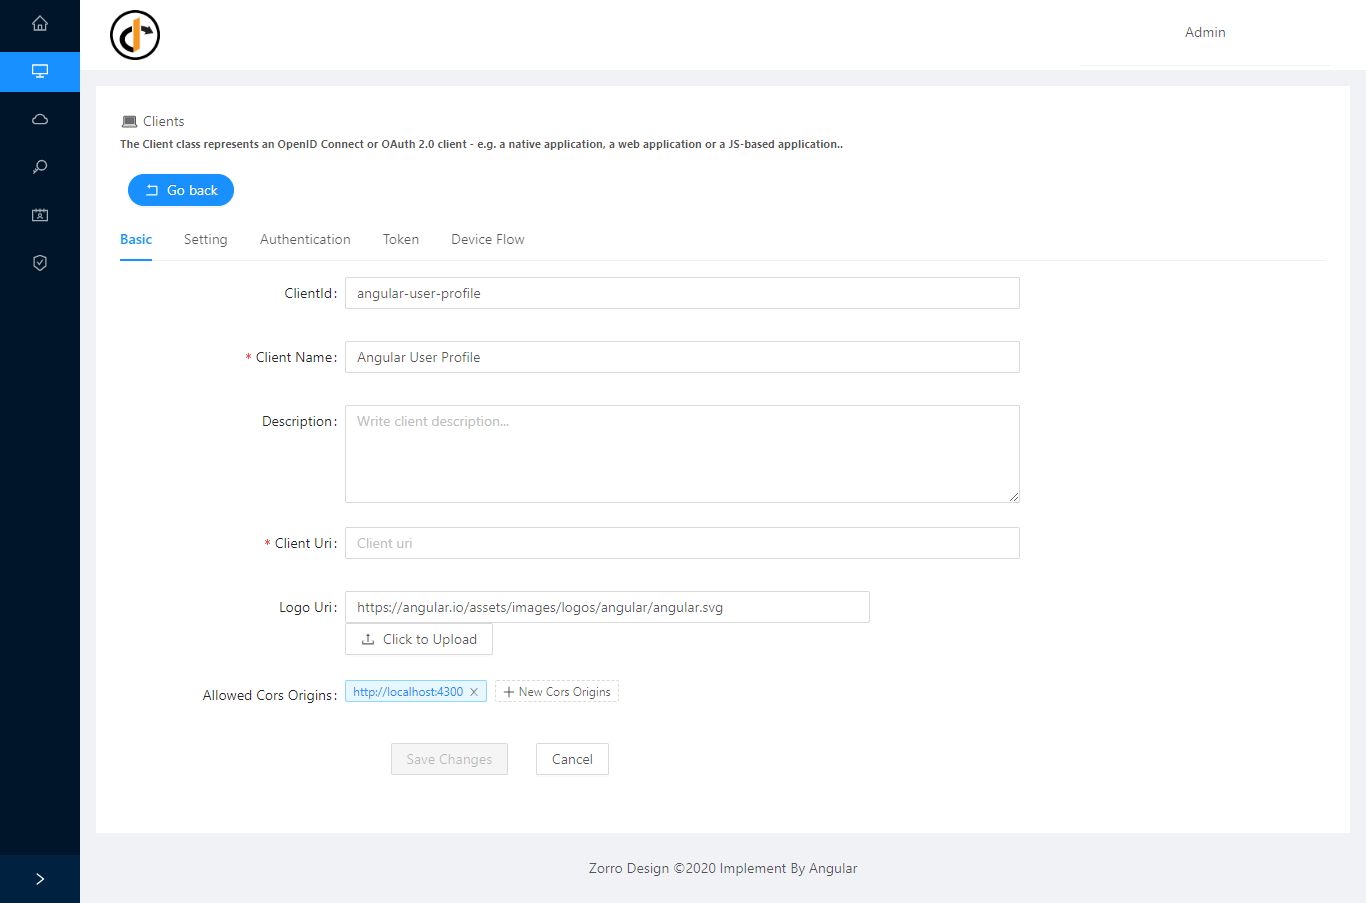 Admin
Clients
The Client class represents an OpenID Connect or OAuth 2.0 client - e.g. a native application, a web application or a JS-based application..
Go back
Basic Setting Authentication Token Device Flow
ClientId: angular-user-profile
* Client Name: Angular User Profile
Description: Write client description...
* Client Uri: Client uri
Logo Uri: https://angular.io/assets/images/logos/angular/angular.svg
Click to Upload
Allowed Cors Origins: http://localhost:4300 New Cors Origins
Save Changes Cancel
Zorro Design ©2020 Implement By Angular